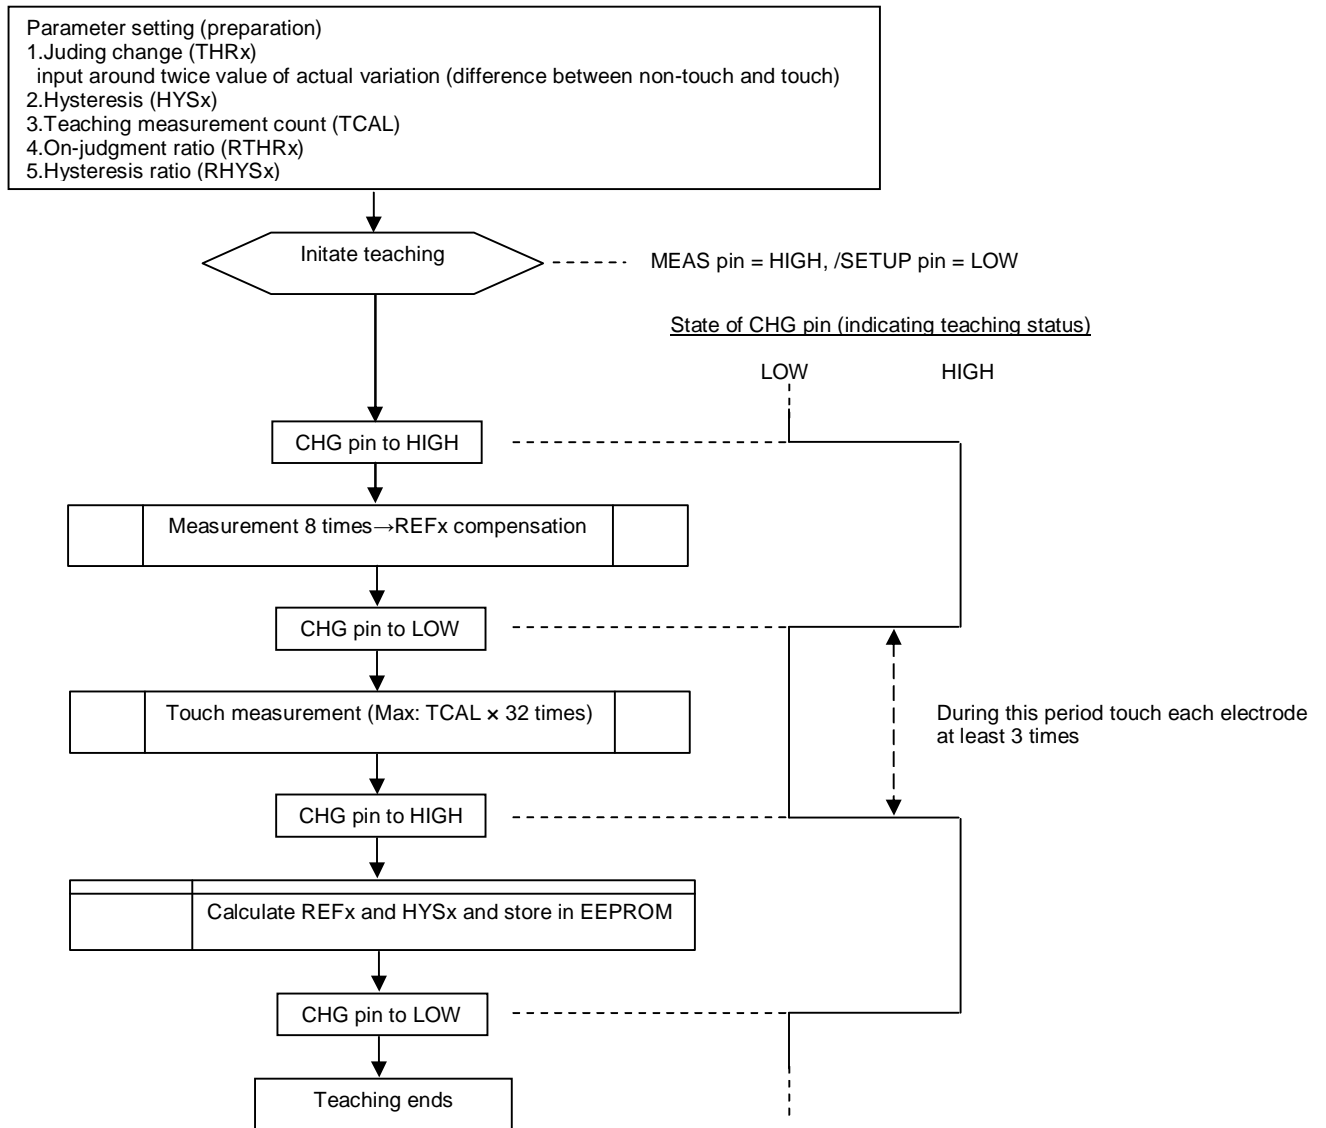 Parameter setting (preparation)
1.Juding change (THRx)
input around twice value of actual variation (difference between non-touch and touch)
2.Hysteresis (HYSx)
3.Teaching measurement count (TCAL)
4.On-judgment ratio (RTHRx)
5.Hysteresis ratio (RHYSx)
Initate teaching
MEAS pin = HIGH, /SETUP pin = LOW
State of CHG pin (indicating teaching status)
LOW HIGH
CHG pin to HIGH
Measurement 8 times→REFx compensation
CHG pin to LOW
Touch measurement (Max: TCAL × 32 times)
During this period touch each electrode
at least 3 times
CHG pin to HIGH
Calculate REFx and HYSx and store in EEPROM
CHG pin to LOW
Teaching ends